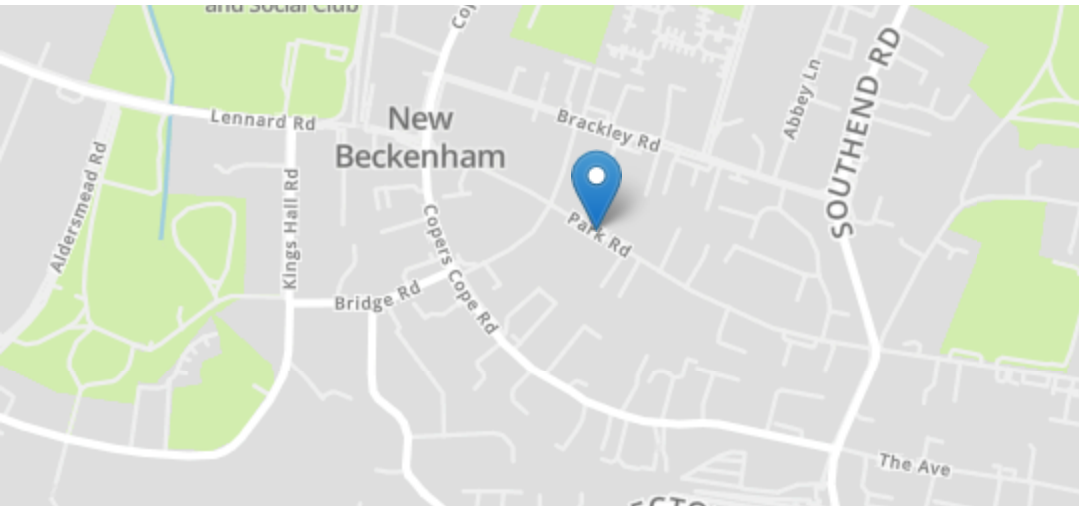 and Social Club
Cop
Lennard Rd
New
Beckenham
Brackley Rd
Abbey Ln
SOUTHEND RD
Aldersmead Rd
Kings Hall Rd
Park Rd
Copers Cope Rd
Bridge Rd
The Ave